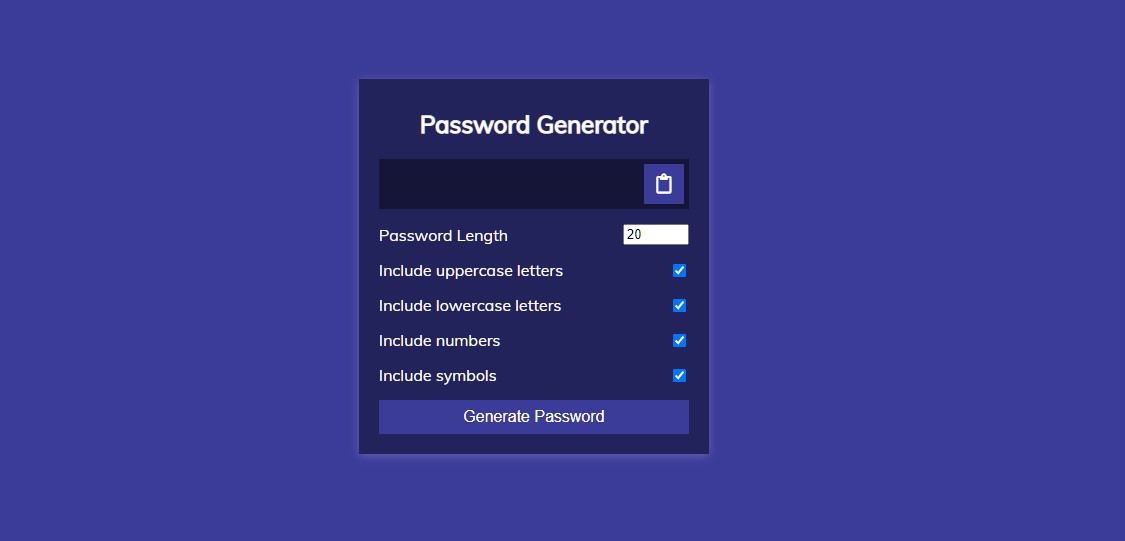 Password Generator
Password Length 20
Include uppercase letters
Include lowercase letters
Include numbers
Include symbols
Generate Password